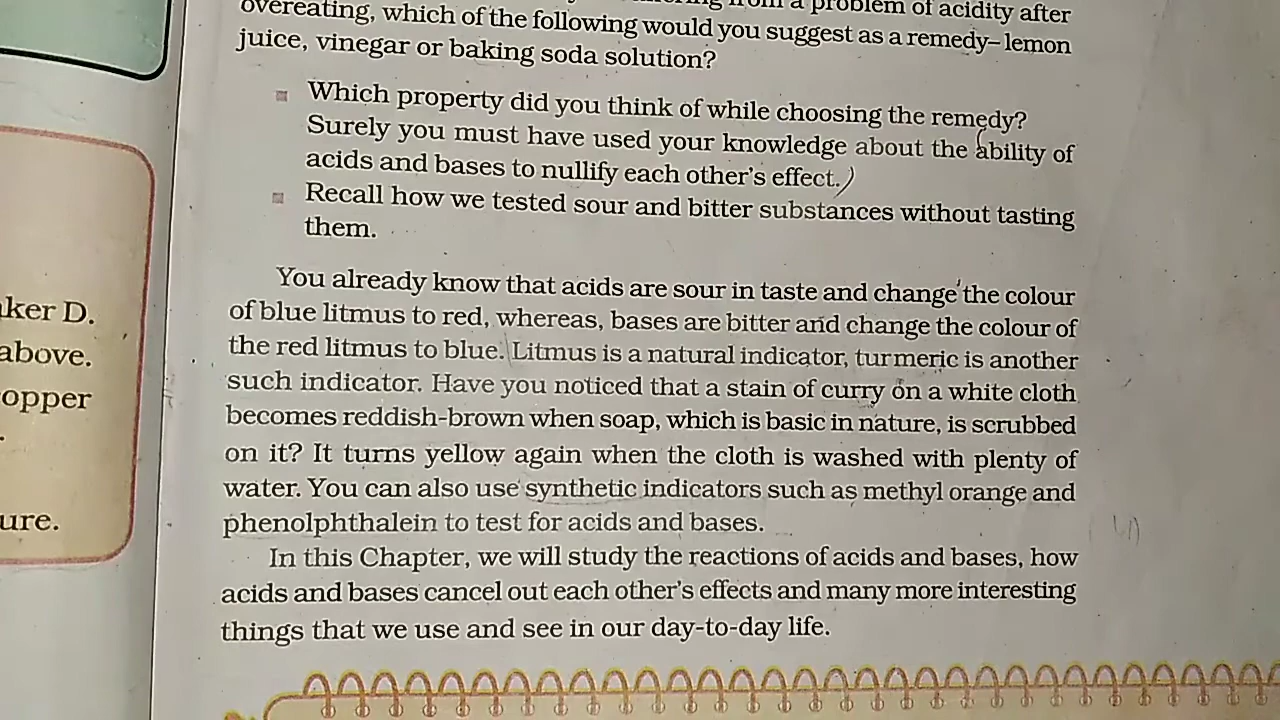 from a problem of acidity after
overeating, which of the following would you suggest as a remedy– lemon
juice, vinegar or baking soda solution?
Which property did you think of while choosing the remedy?
Surely you must have used your knowledge about the ability of
acids and bases to nullify each other's effect.
Recall how we tested sour and bitter substances without tasting
them.
You already know that acids are sour in taste and change the colour
of blue litmus to red, whereas, bases are bitter and change the colour of
the red litmus to blue. Litmus is a natural indicator, turmeric is another
such indicator. Have you noticed that a stain of curry on a white cloth
becomes reddish-brown when soap, which is basic in nature, is scrubbed
on it? It turns yellow again when the cloth is washed with plenty of
water. You can also use synthetic indicators such as methyl orange and
phenolphthalein to test for acids and bases.
In this Chapter, we will study the reactions of acids and bases, how
acids and bases cancel out each other's effects and many more interesting
things that we use and see in our day-to-day life.
ker D.
above.
opper
ure.